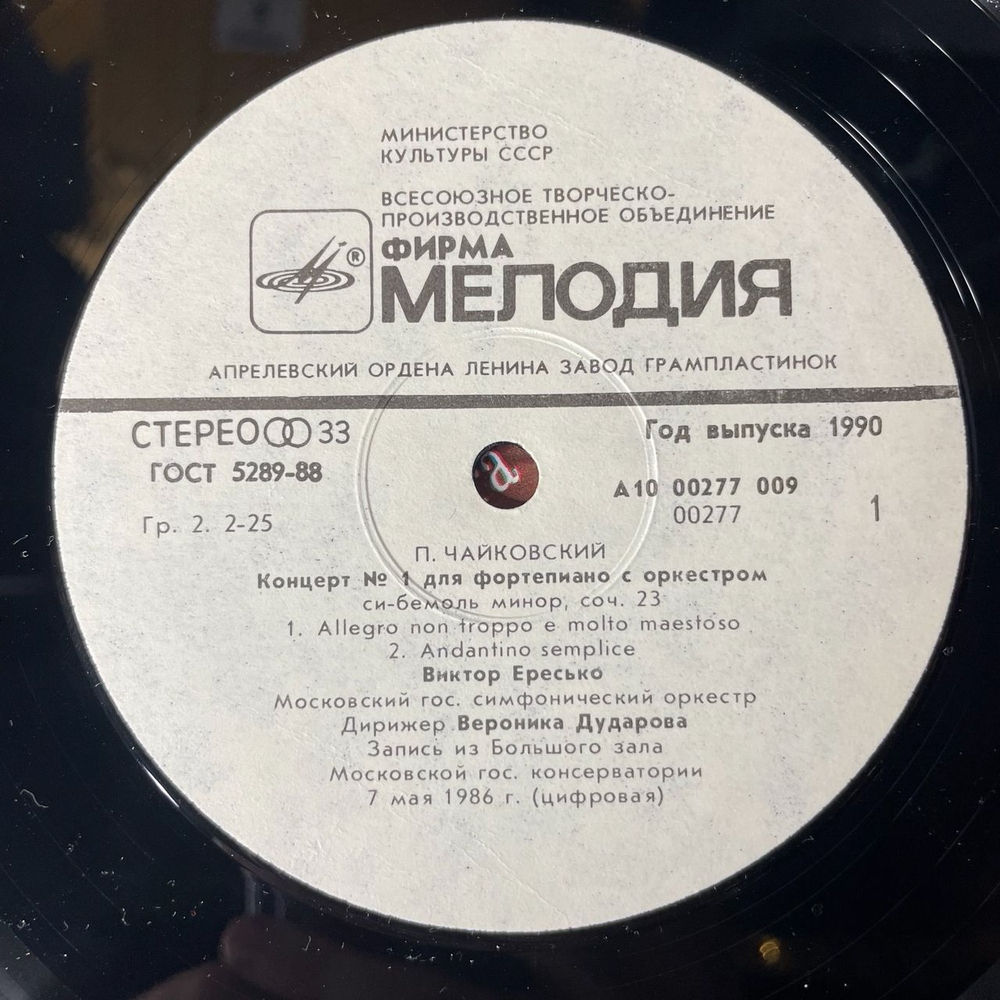 МИНИСТЕРСТВО
КУЛЬТУРЫ СССР
ВСЕСОЮЗНОЕ ТВОРЧЕСКО-
ПРОИЗВОДСТВЕННОЕ ОБЪЕДИНЕНИЕ
®
ФИРМА
МЕЛОДИЯ
АПРЕЛЕВСКИЙ ОРДЕНА ЛЕНИНА ЗАВОД ГРАМПЛАСТИНОК
СТЕРЕО 33
Год выпуска 1990
ГОСТ 5289-88
А10 00277 009
Гр. 2. 2-25
00277
1
a
П. ЧАЙКОВСКИЙ
Концерт № 1 для фортепиано с оркестром
си-бемоль минор, соч. 23
1. Allegro non troppo e molto maestoso
2. Andantino semplice
Виктор Ересько
Московский гос. симфонический оркестр
Дирижер Вероника Дударова
Запись из Большого зала
Московской гос. консерватории
7 мая 1986 г. (цифровая)